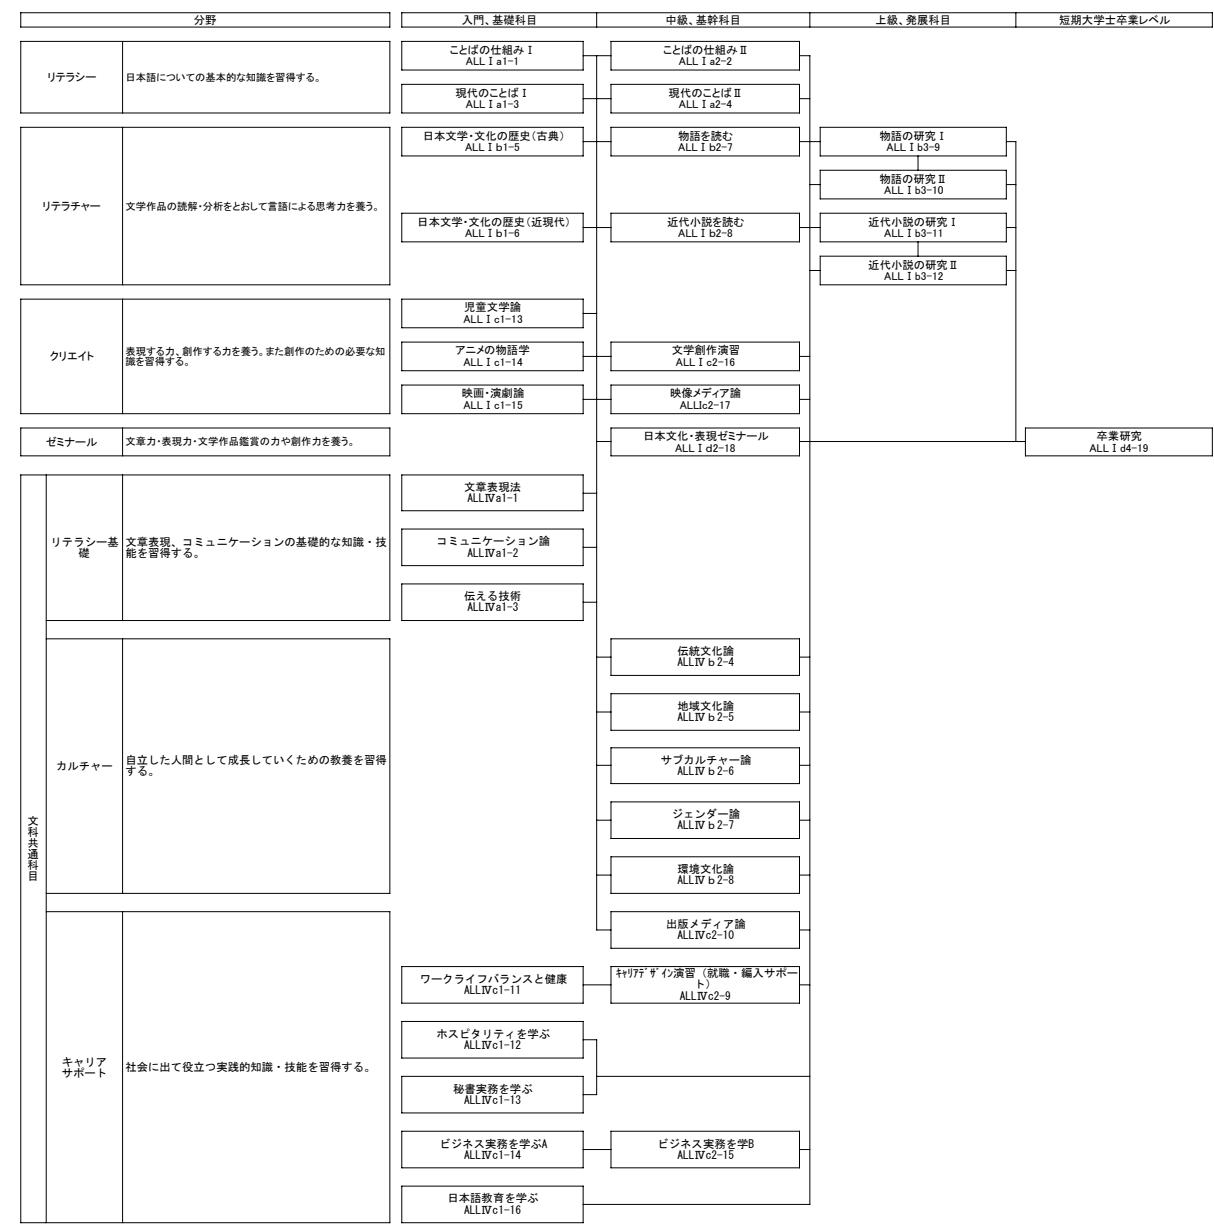 分野
入門、基礎科目
中級、基幹科目
上級、発展科目
短期大学士卒業レベル
リテラシー
日本語についての基本的な知識を習得する。
ことばの仕組みⅠ
ALLⅠa1-1
ことばの仕組みⅡ
ALLⅠa2-2
現代のことばⅠ
ALLⅠa1-3
現代のことばⅡ
ALLⅠa2-4
リテラチャー
文学作品の読解・分析をとおして言語による思考力を養う。
日本文学・文化の歴史(古典)
ALLⅠb1-5
物語を読む
ALLⅠb2-7
物語の研究Ⅰ
ALLⅠb3-9
物語の研究Ⅱ
ALLⅠb3-10
日本文学・文化の歴史(近現代)
ALLⅠb1-6
近代小説を読む
ALLⅠb2-8
近代小説の研究Ⅰ
ALLⅠb3-11
近代小説の研究Ⅱ
ALLⅠb3-12
クリエイト
表現する力、創作する力を養う。また創作のための必要な知
識を習得する。
児童文学論
ALLⅠc1-13
アニメの物語学
ALLⅠc1-14
文学創作演習
ALLⅠc2-16
映画・演劇論
ALLⅠc1-15
映像メディア論
ALLIc2-17
ゼミナール
文章力・表現力・文学作品鑑賞の力や創作力を養う。
日本文化・表現ゼミナール
ALLⅠd2-18
卒業研究
ALLⅠd4-19
文科共通科目
リテラシー基
礎
文章表現、コミュニケーションの基礎的な知識・技
能を習得する。
文章表現法
ALLⅣa1-1
コミュニケーション論
ALLⅣa1-2
伝える技術
ALLⅣa1-3
カルチャー
自立した人間として成長していくための教養を習得
する。
伝統文化論
ALLⅣｂ2-4
地域文化論
ALLⅣｂ2-5
サブカルチャー論
ALLⅣｂ2-6
ジェンダー論
ALLⅣｂ2-7
環境文化論
ALLⅣｂ2-8
キャリア
サポート
社会に出て役立つ実践的知識・技能を習得する。
出版メディア論
ALLⅣc2-10
ワークライフバランスと健康
ALLⅣc1-11
ｷｬﾘｱﾃﾞｻﾞｲﾝ演習（就職・編入サポー
ト）
ALLⅣc2-9
ホスピタリティを学ぶ
ALLⅣc1-12
秘書実務を学ぶ
ALLⅣc1-13
ビジネス実務を学ぶA
ALLⅣc1-14
ビジネス実務を学B
ALLⅣc2-15
日本語教育を学ぶ
ALLⅣc1-16